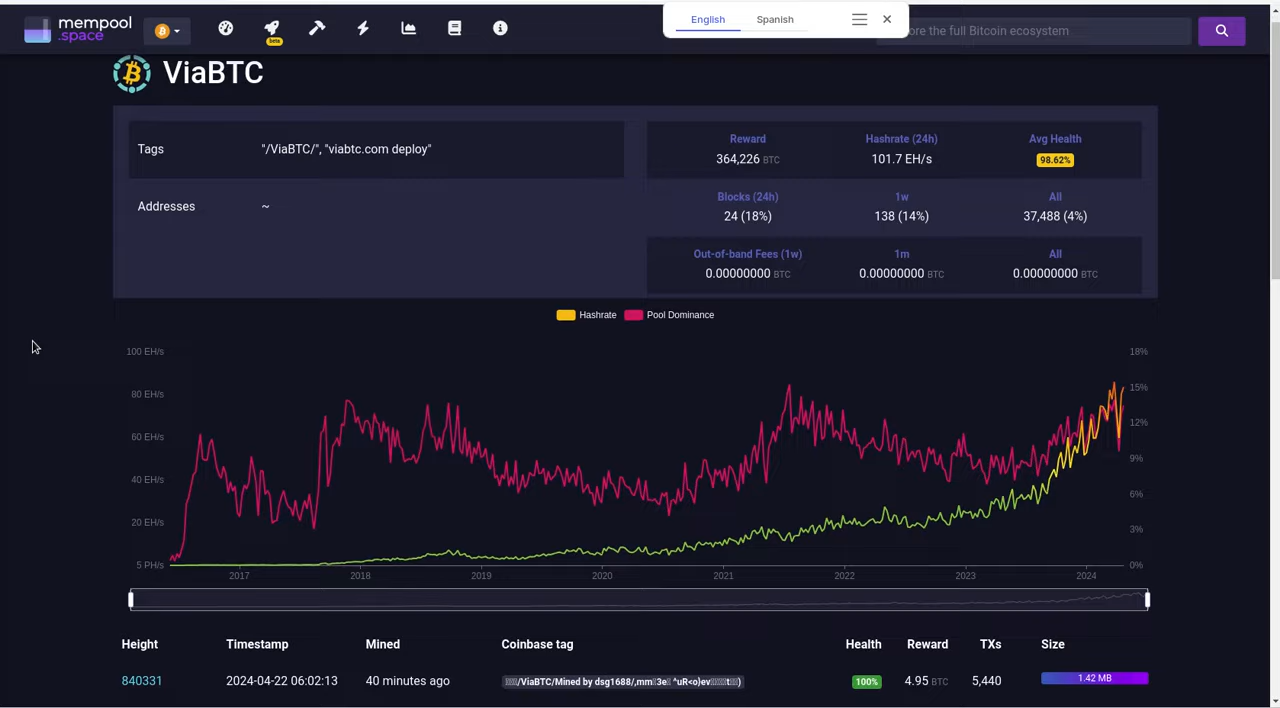 mempool
.space
beta
English
Spanish
ore the full Bitcoin ecosystem
ViaBTC
Tags
"/ViaBTC/", "viabtc.com deploy"
Addresses
~
Reward
Hashrate (24h)
Avg Health
364,226 BTC
101.7 EH/s
98.62%
Blocks (24h)
1w
All
24 (18%)
138 (14%)
37,488 (4%)
Out-of-band Fees (1w)
1m
All
0.00000000 BTC
0.00000000 BTC
0.00000000 BTC
Hashrate
Pool Dominance
100 EH/s
80 EH/s
60 EH/s
40 EH/s
20 EH/s
5 PH/s
18%
15%
12%
9%
6%
3%
0%
2017
2018
2019
2020
2021
2022
2023
2024
Height
Timestamp
Mined
Coinbase tag
Health
Reward
TXs
Size
840331
2024-04-22 06:02:13
40 minutes ago
/ViaBTC/Mined by dsg1688/,
100%
4.95 BTC
5,440
1.42 MB